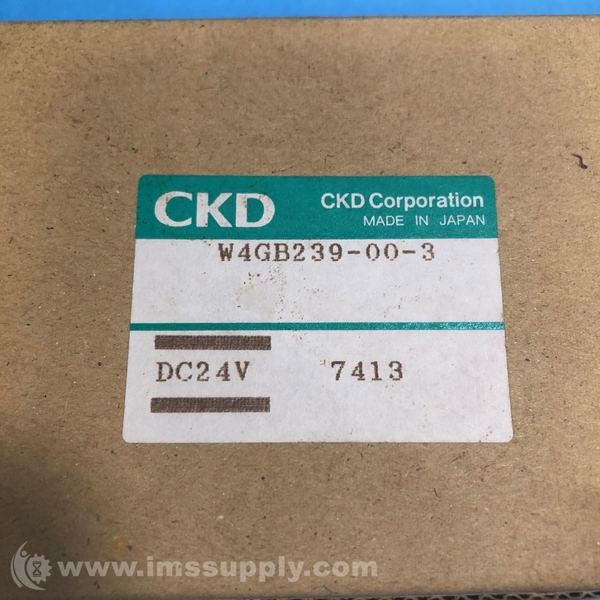 CKD
CKD Corporation
MADE IN JAPAN
W4GB239-00-3
DC24V 7413
www.imssupply.com